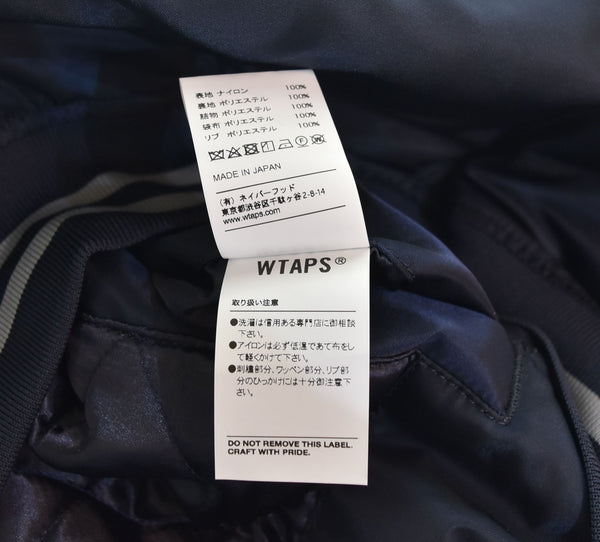 表地 ナイロン 100%
裏地 ポリエステル 100%
詰物 ポリエステル 100%
袋布 ポリエステル 100%
リブ ポリエステル 100%
MADE IN JAPAN
(有) ネイバーフッド
東京都渋谷区千駄ヶ谷2-8-14
www.wtaps.com
WTAPS®
取り扱い注意
●洗濯は信用ある専門店に御相談
下さい。
●アイロンは必ず低温であて布をし
て軽くかけて下さい。
●刺繍部分、ワッペン部分、リブ部
分のひっかけには十分御注意下
さい。
DO NOT REMOVE THIS LABEL.
CRAFT WITH PRIDE.